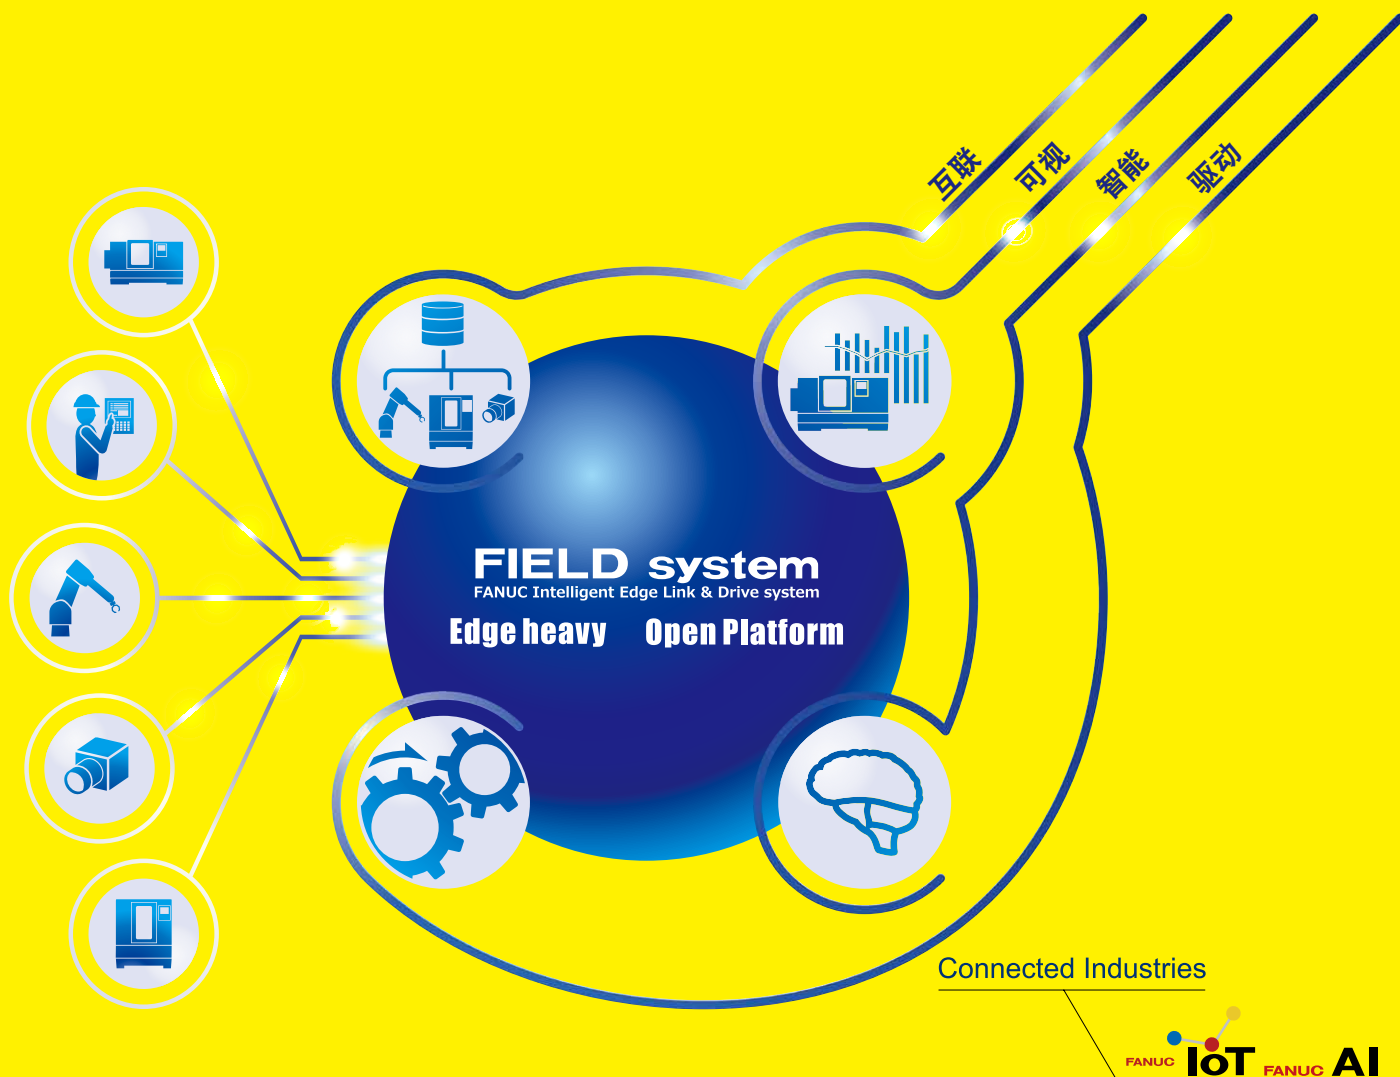 互联
可视
智能
驱动
FIELD system
FANUC Intelligent Edge Link & Drive system
Edge heavy Open Platform
Connected Industries
FANUC IoT FANUC AI